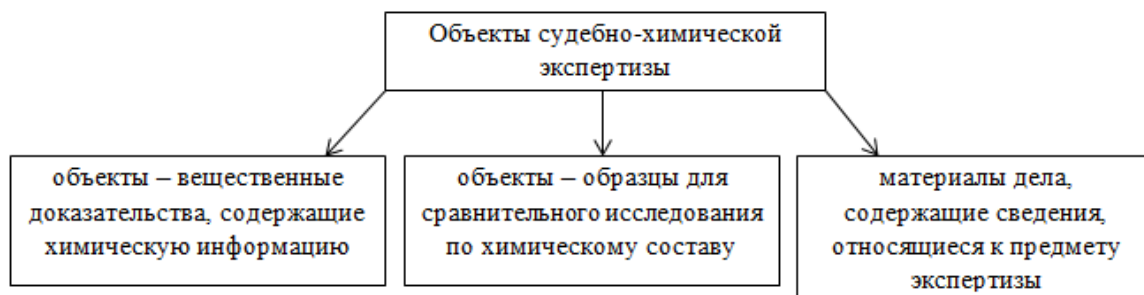 Объекты судебно-химической
экспертизы
объекты – вещественные
доказательства, содержащие
химическую информацию
объекты – образцы для
сравнительного исследования
по химическому составу
материалы дела,
содержащие сведения,
относящиеся к предмету
экспертизы